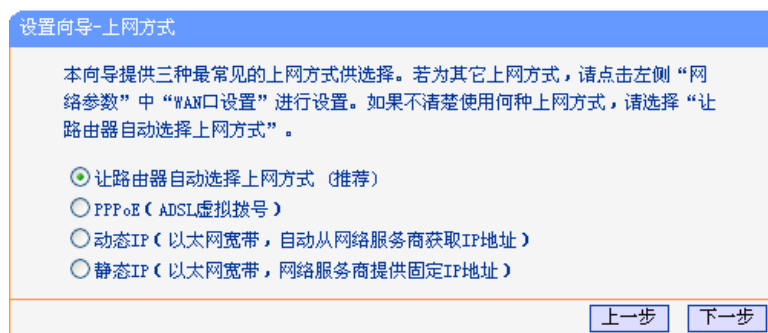 设置向导-上网方式
本向导提供三种最常见的上网方式供选择。若为其它上网方式，请点击左侧“网
络参数”中“WAN口设置”进行设置。如果不清楚使用何种上网方式，请选择“让
路由器自动选择上网方式”。
让路由器自动选择上网方式（推荐）
PPPoE（ADSL虚拟拨号）
动态IP（以太网宽带，自动从网络服务商获取IP地址）
静态IP（以太网宽带，网络服务商提供固定IP地址）
上一步 下一步